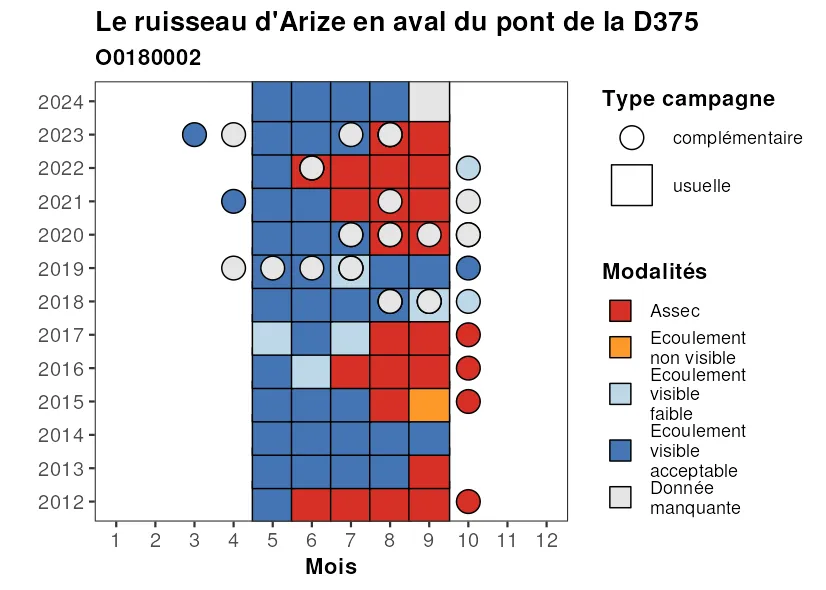 Le ruisseau d'Arize en aval du pont de la D375
O0180002
2024
2023
2022
2021
2020
2019
2018
2017
2016
2015
2014
2013
2012
1 2 3 4 5 6 7 8 9 10 11 12
Mois
Type campagne
complémentaire
usuelle
Modalités
Assec
Ecoulement
non visible
Ecoulement
visible
faible
Ecoulement
visible
acceptable
Donnée
manquante